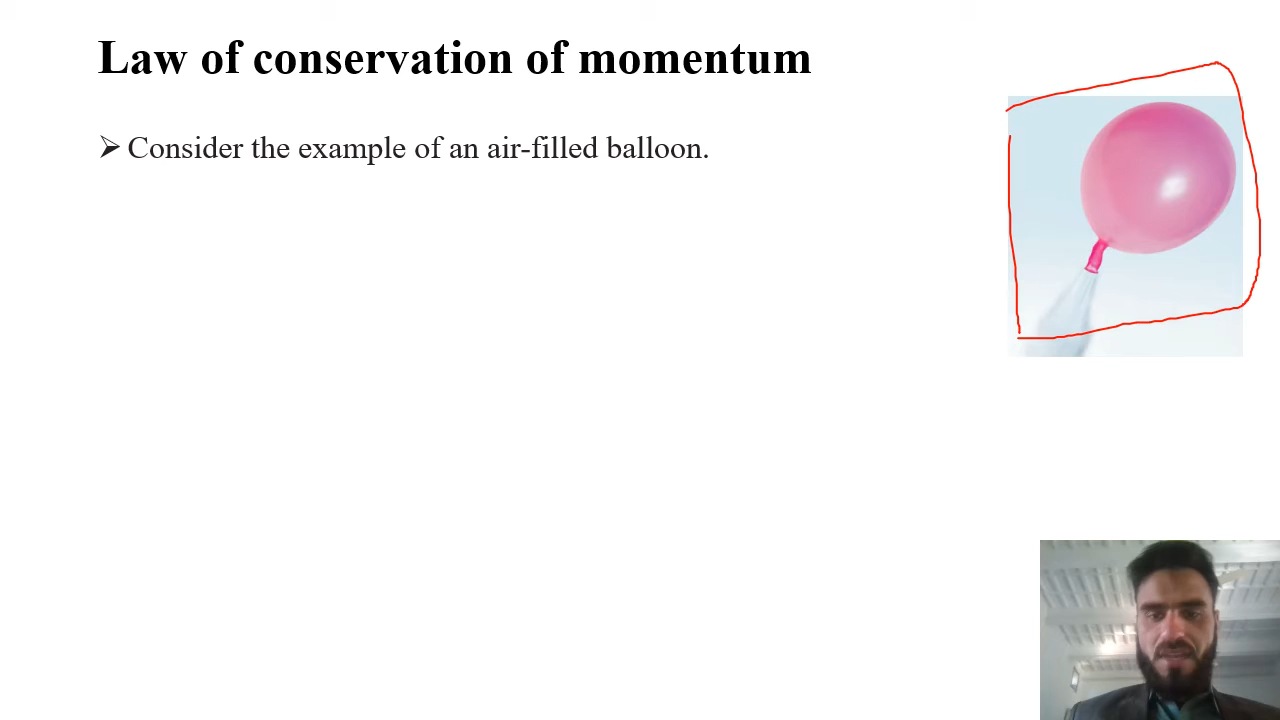 Law of conservation of momentum
➢ Consider the example of an air-filled balloon.